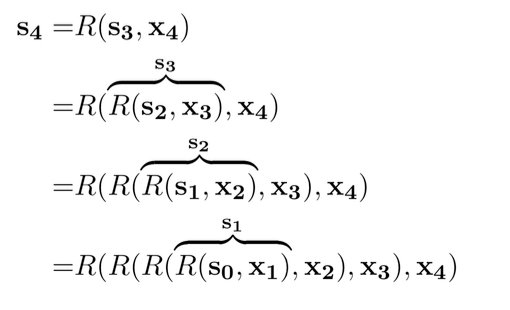 s₄ =R(s₃, x₄)
s₃
=R(R(s₂, x₃), x₄)
s₂
=R(R(R(s₁, x₂), x₃), x₄)
s₁
=R(R(R(R(s₀, x₁), x₂), x₃), x₄)